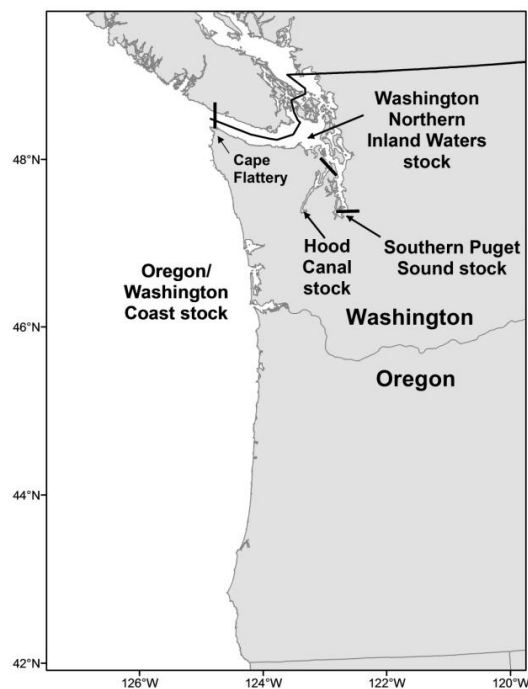 Washington
Northern
Inland Waters
stock
48°N
Cape
Flattery
Hood
Canal
stock
Southern Puget
Sound stock
Oregon/
Washington
Coast stock
Washington
46°N
Oregon
44°N
42°N
126°W
124°W
122°W
120°W